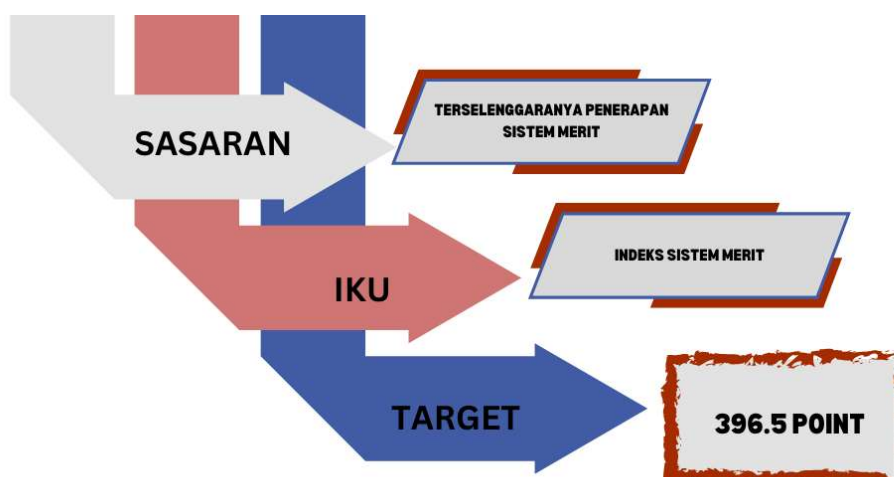 SASARAN
TERSELENGGARANYA PENERAPAN
SISTEM MERIT
IKU
INDEKS SISTEM MERIT
TARGET
396.5 POINT